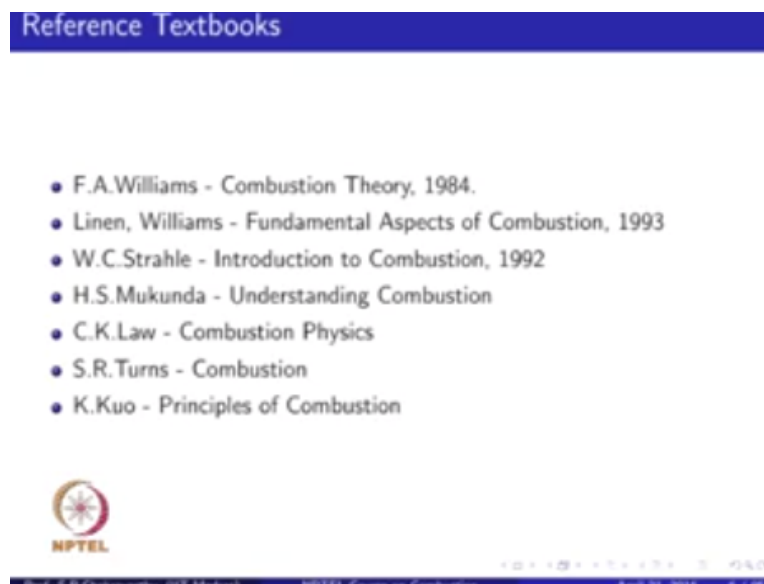 Reference Textbooks
F.A.Williams - Combustion Theory, 1984.
Linen, Williams - Fundamental Aspects of Combustion, 1993
W.C.Strahle - Introduction to Combustion, 1992
H.S.Mukunda - Understanding Combustion
C.K.Law - Combustion Physics
S.R.Turns - Combustion
K.Kuo - Principles of Combustion
NPTEL